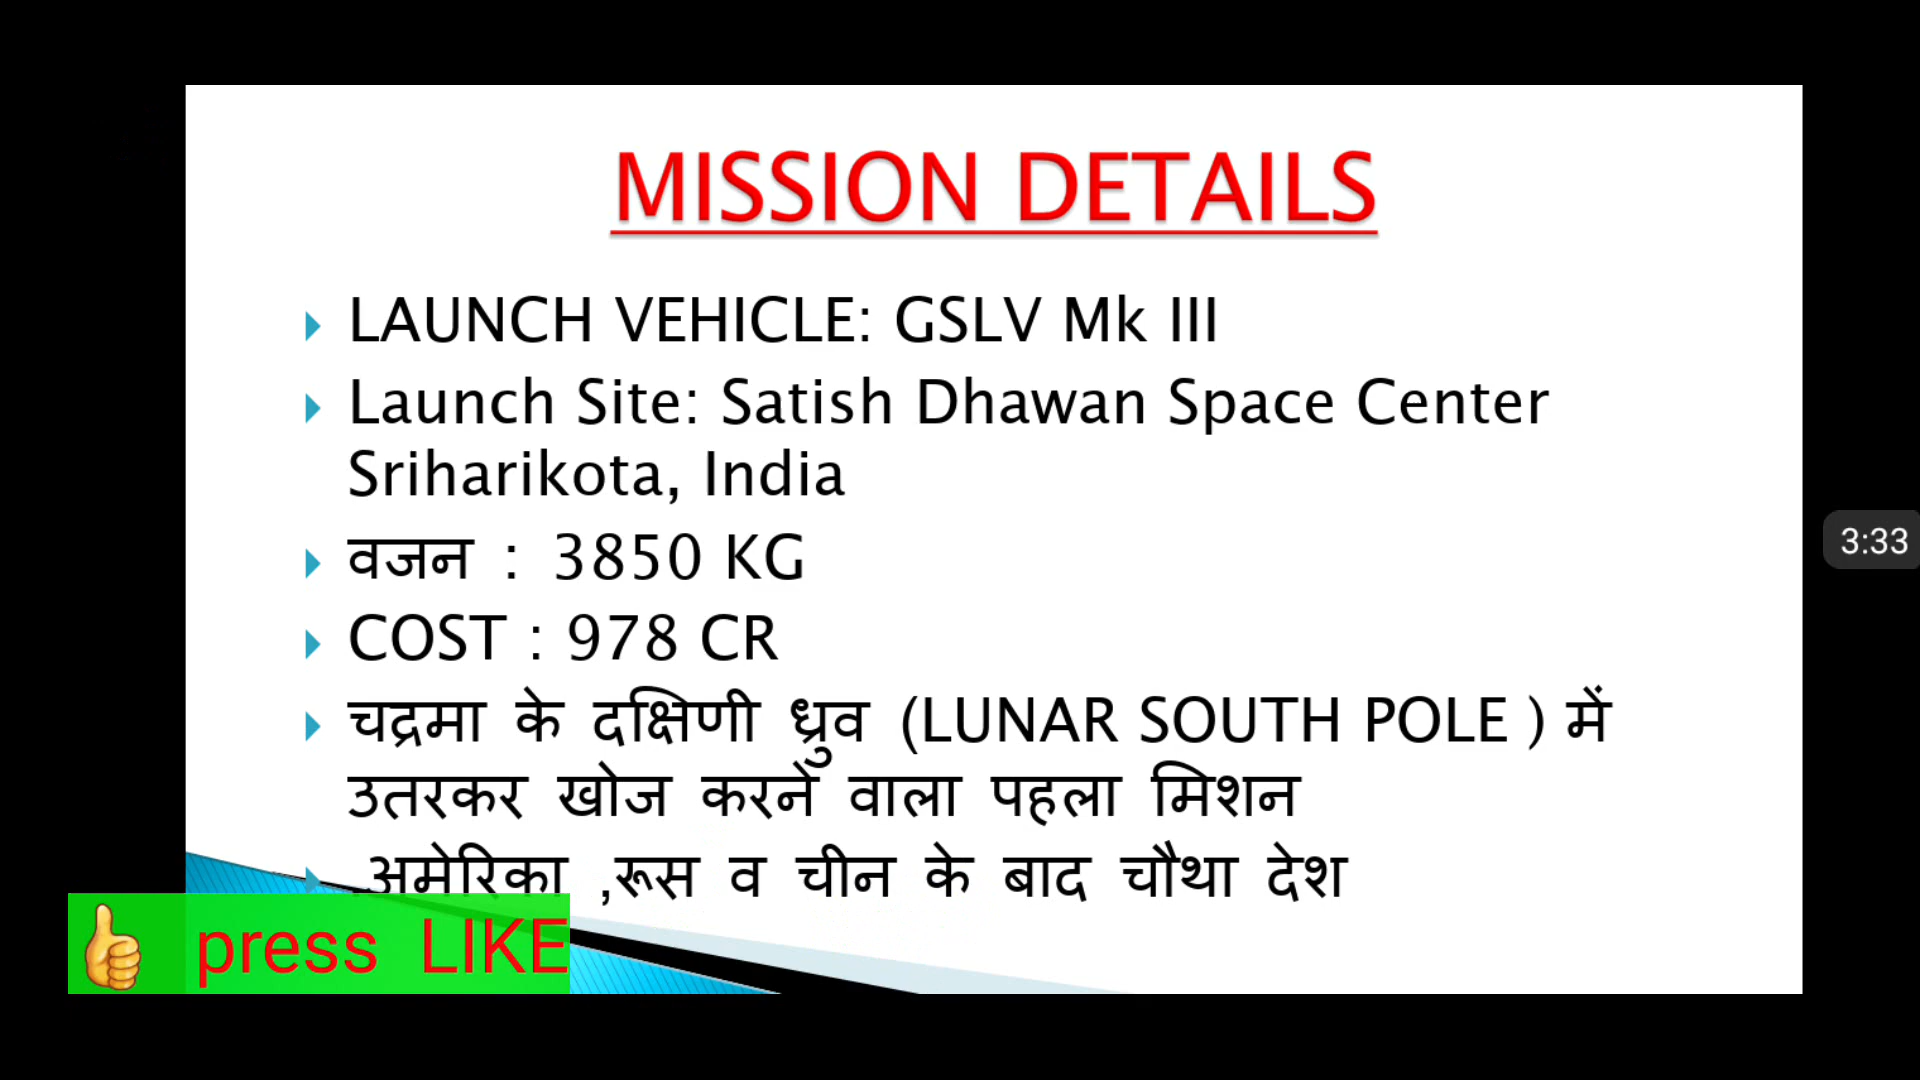 MISSION DETAILS
LAUNCH VEHICLE: GSLV Mk III
Launch Site: Satish Dhawan Space Center
Sriharikota, India
वजन : 3850 KG
COST : 978 CR
चद्रमा के दक्षिणी ध्रुव (LUNAR SOUTH POLE ) में
उतरकर खोज करने वाला पहला मिशन
.अमेरिका ,रूस व चीन के बाद चौथा देश
👍 press LIKE
3:33